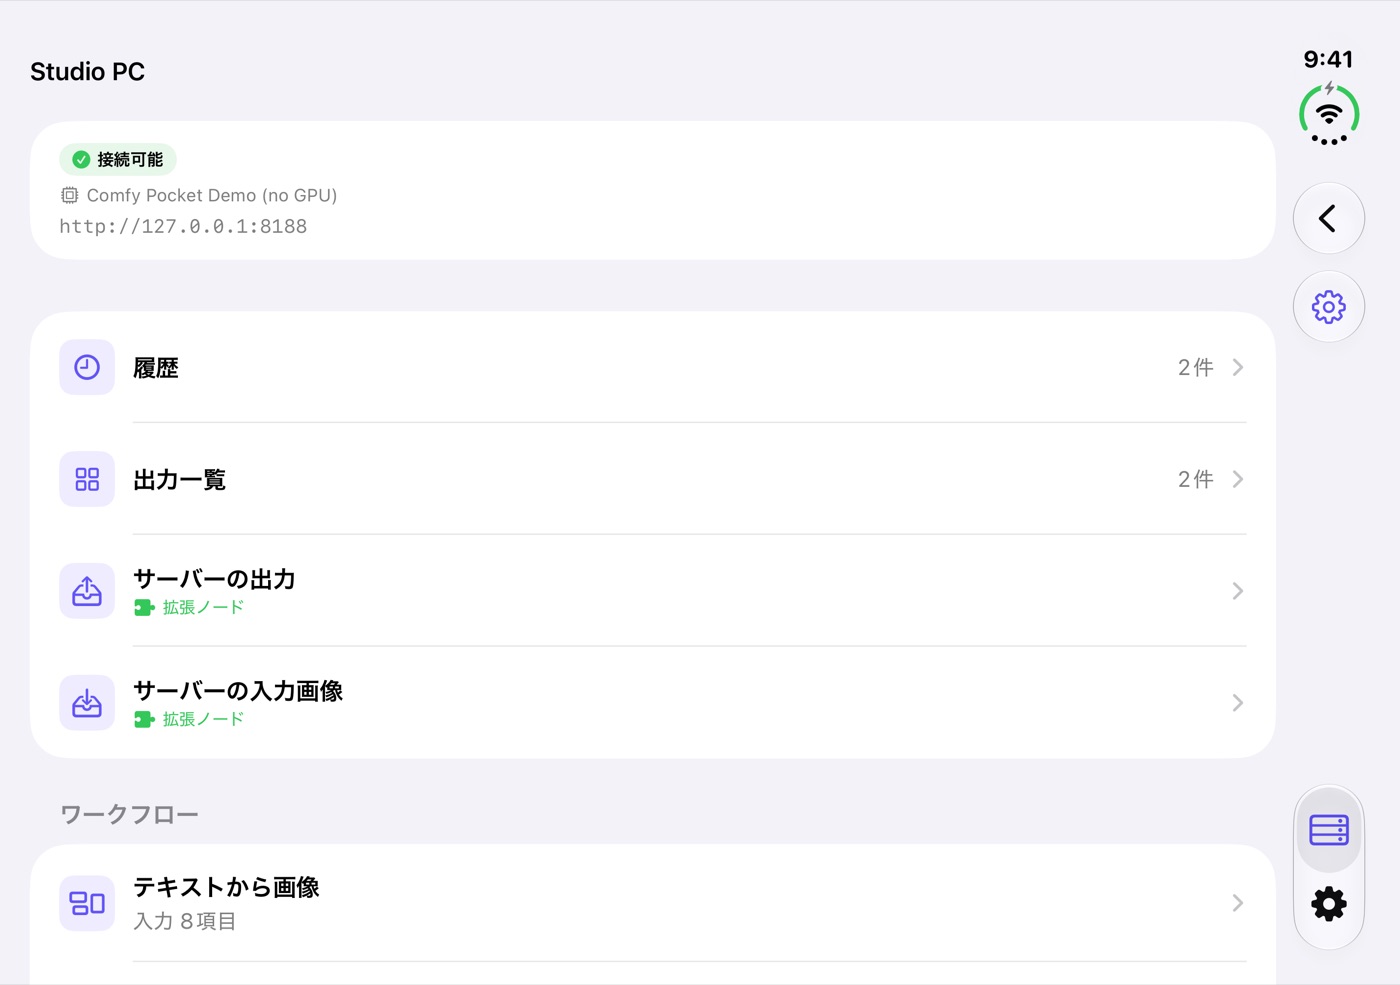 Studio PC
9:41
接続可能
Comfy Pocket Demo (no GPU)
http://127.0.0.1:8188
履歴
2件
出力一覧
2件
サーバーの出力
拡張ノード
サーバーの入力画像
拡張ノード
ワークフロー
テキストから画像
入力 8項目